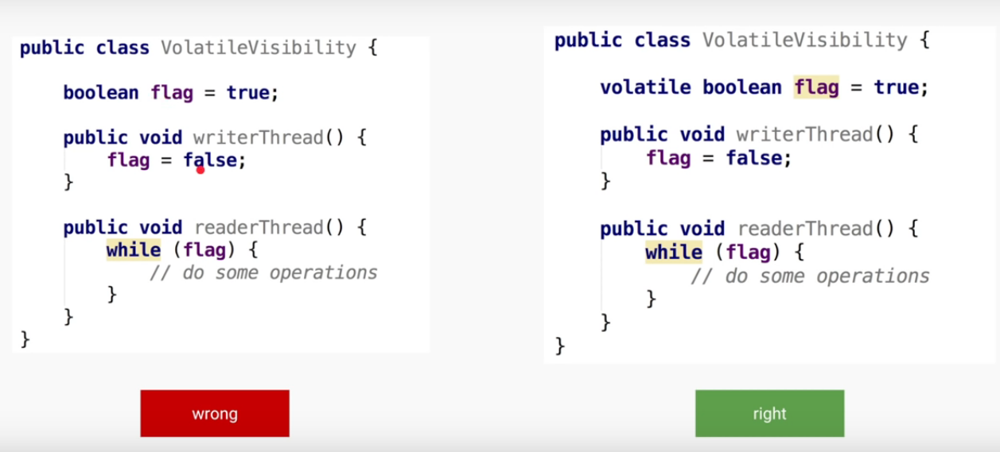 public class VolatileVisibility {
boolean flag = true;
public void writerThread() {
flag = false;
}
public void readerThread() {
while (flag) {
// do some operations
}
}
}
wrong
public class VolatileVisibility {
volatile boolean flag = true;
public void writerThread() {
flag = false;
}
public void readerThread() {
while (flag) {
// do some operations
}
}
}
right